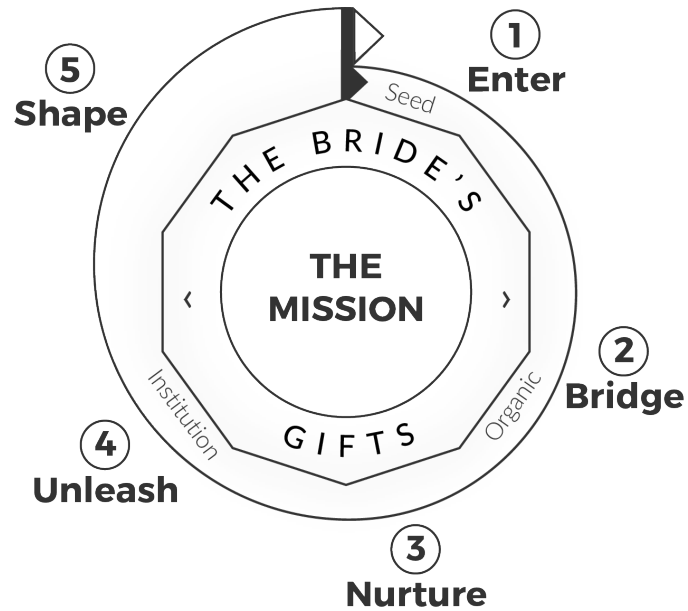 1
Enter
2
Bridge
3
Nurture
4
Unleash
5
Shape
Seed
Organic
Institution
THE BRIDE’S
GIFTS
‹
›
THE
MISSION